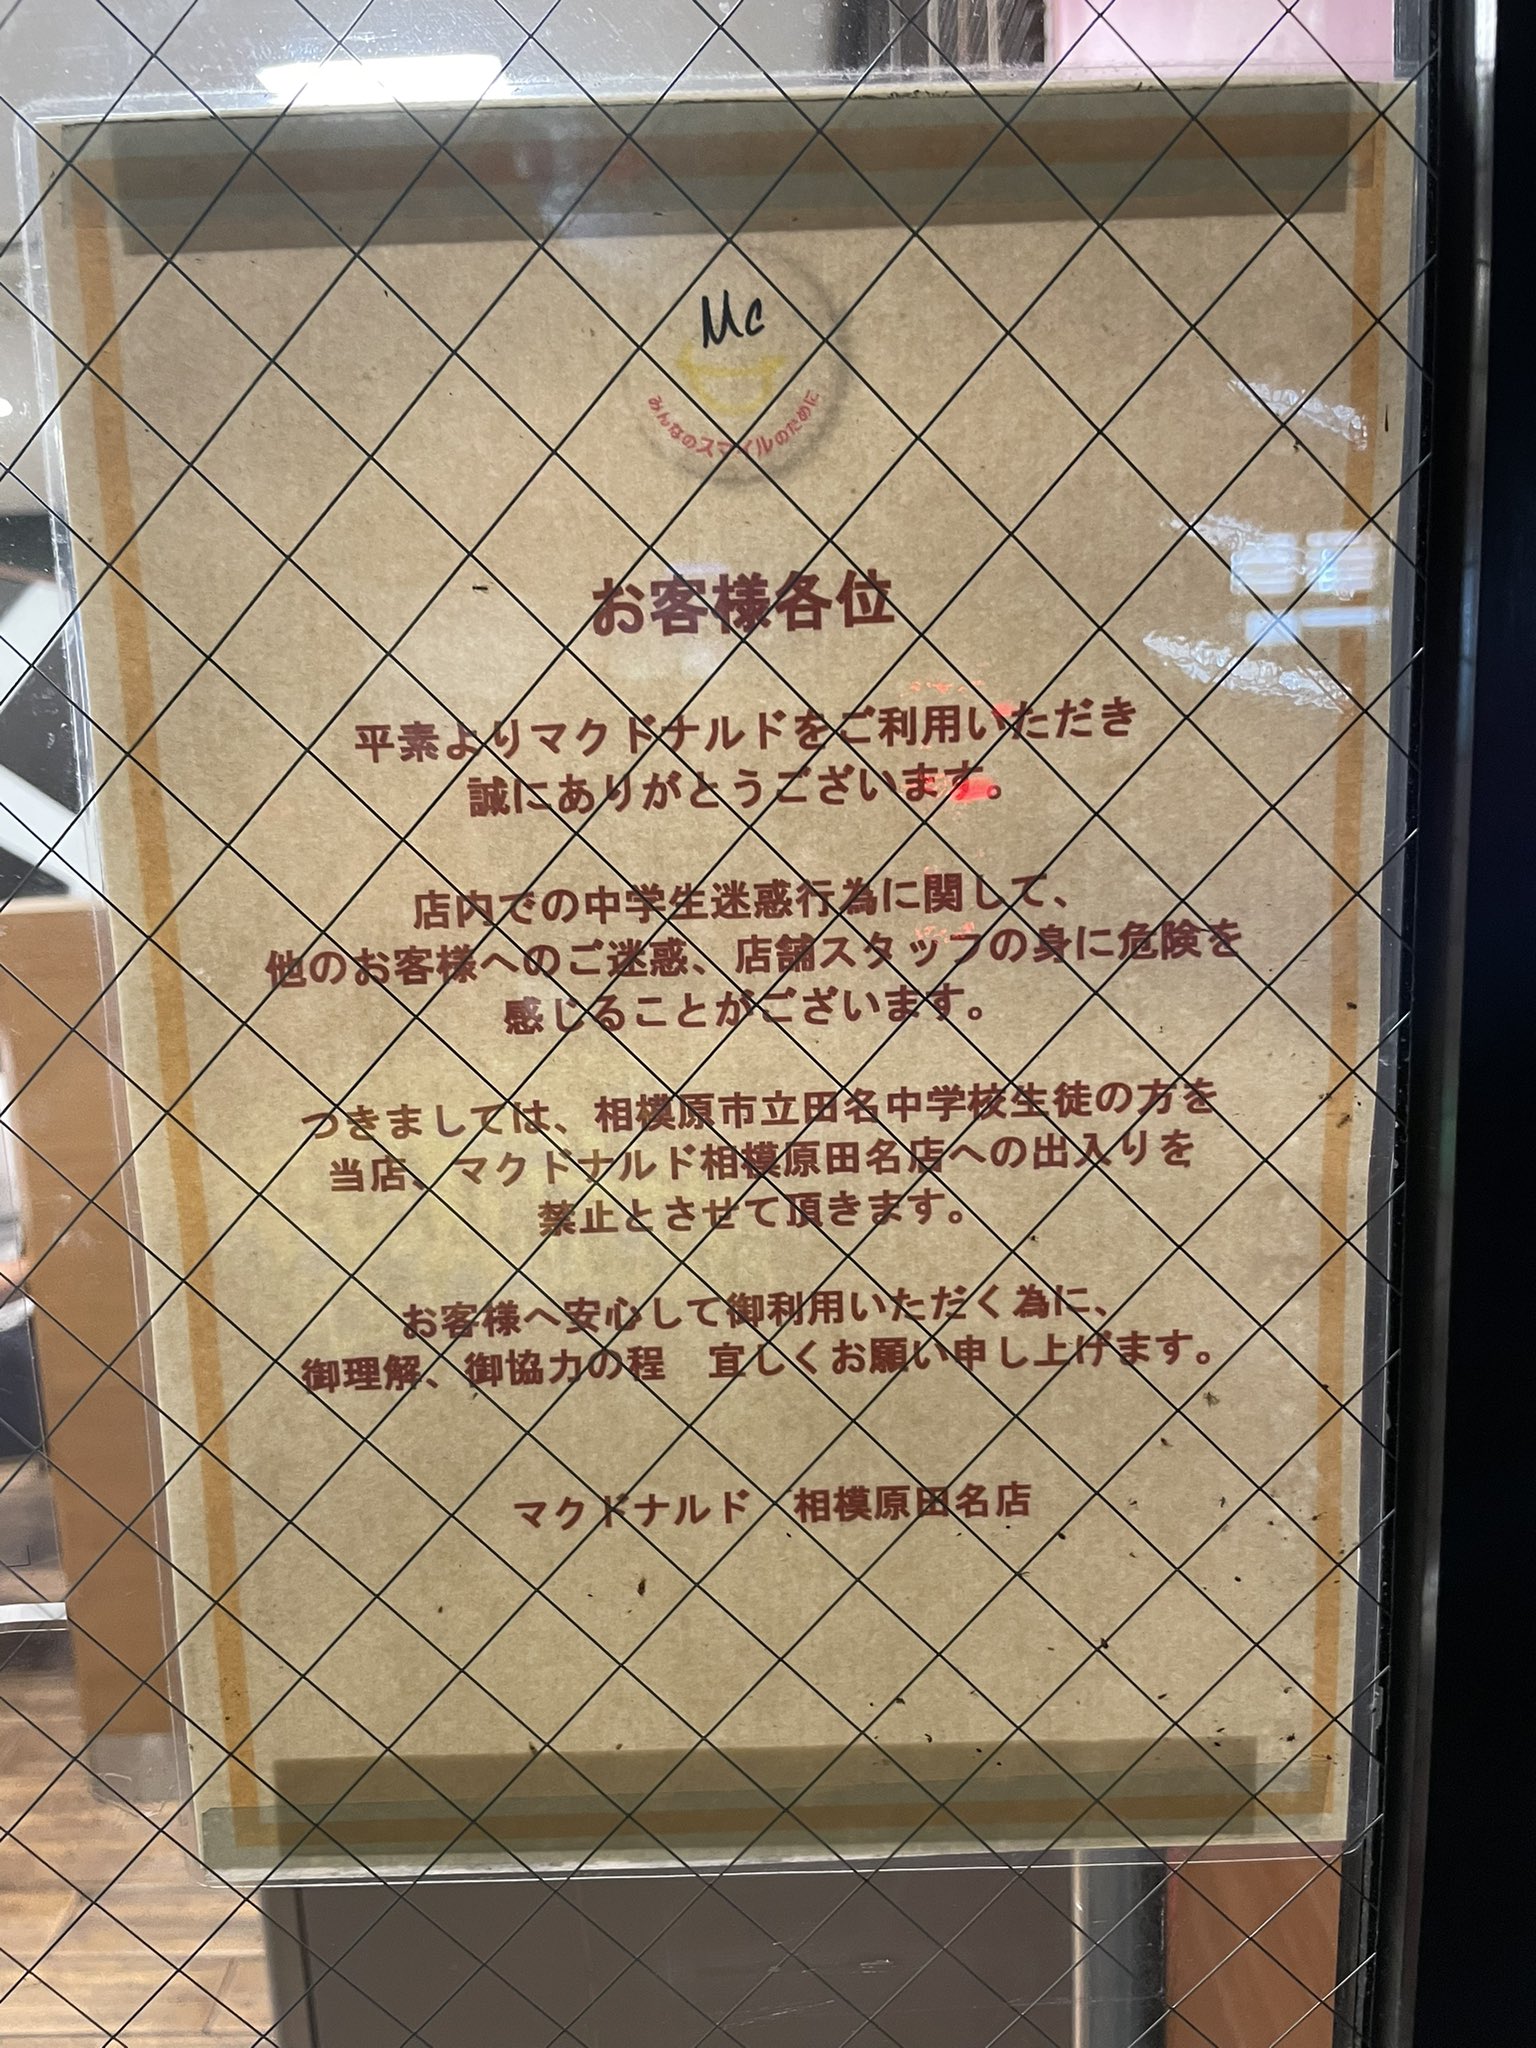 Mc
みんなのスマイルのために
お客様各位
平素よりマクドナルドをご利用いただき
誠にありがとうございます。
店内での中学生迷惑行為に関して、
他のお客様へのご迷惑、店舗スタッフの身に危険を
感じることがございます。
つきましては、相模原市立田名中学校生徒の方を
当店、マクドナルド相模原田名店への出入りを
禁止とさせて頂きます。
お客様へ安心して御利用いただく為に、
御理解、御協力の程　宜しくお願い申し上げます。
マクドナルド　相模原田名店